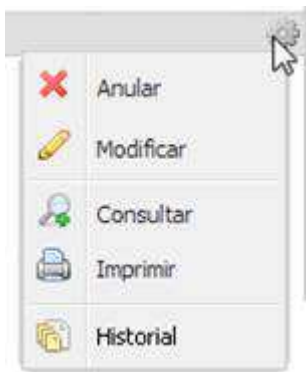 Anular
Modificar
Consultar
Imprimir
Historial